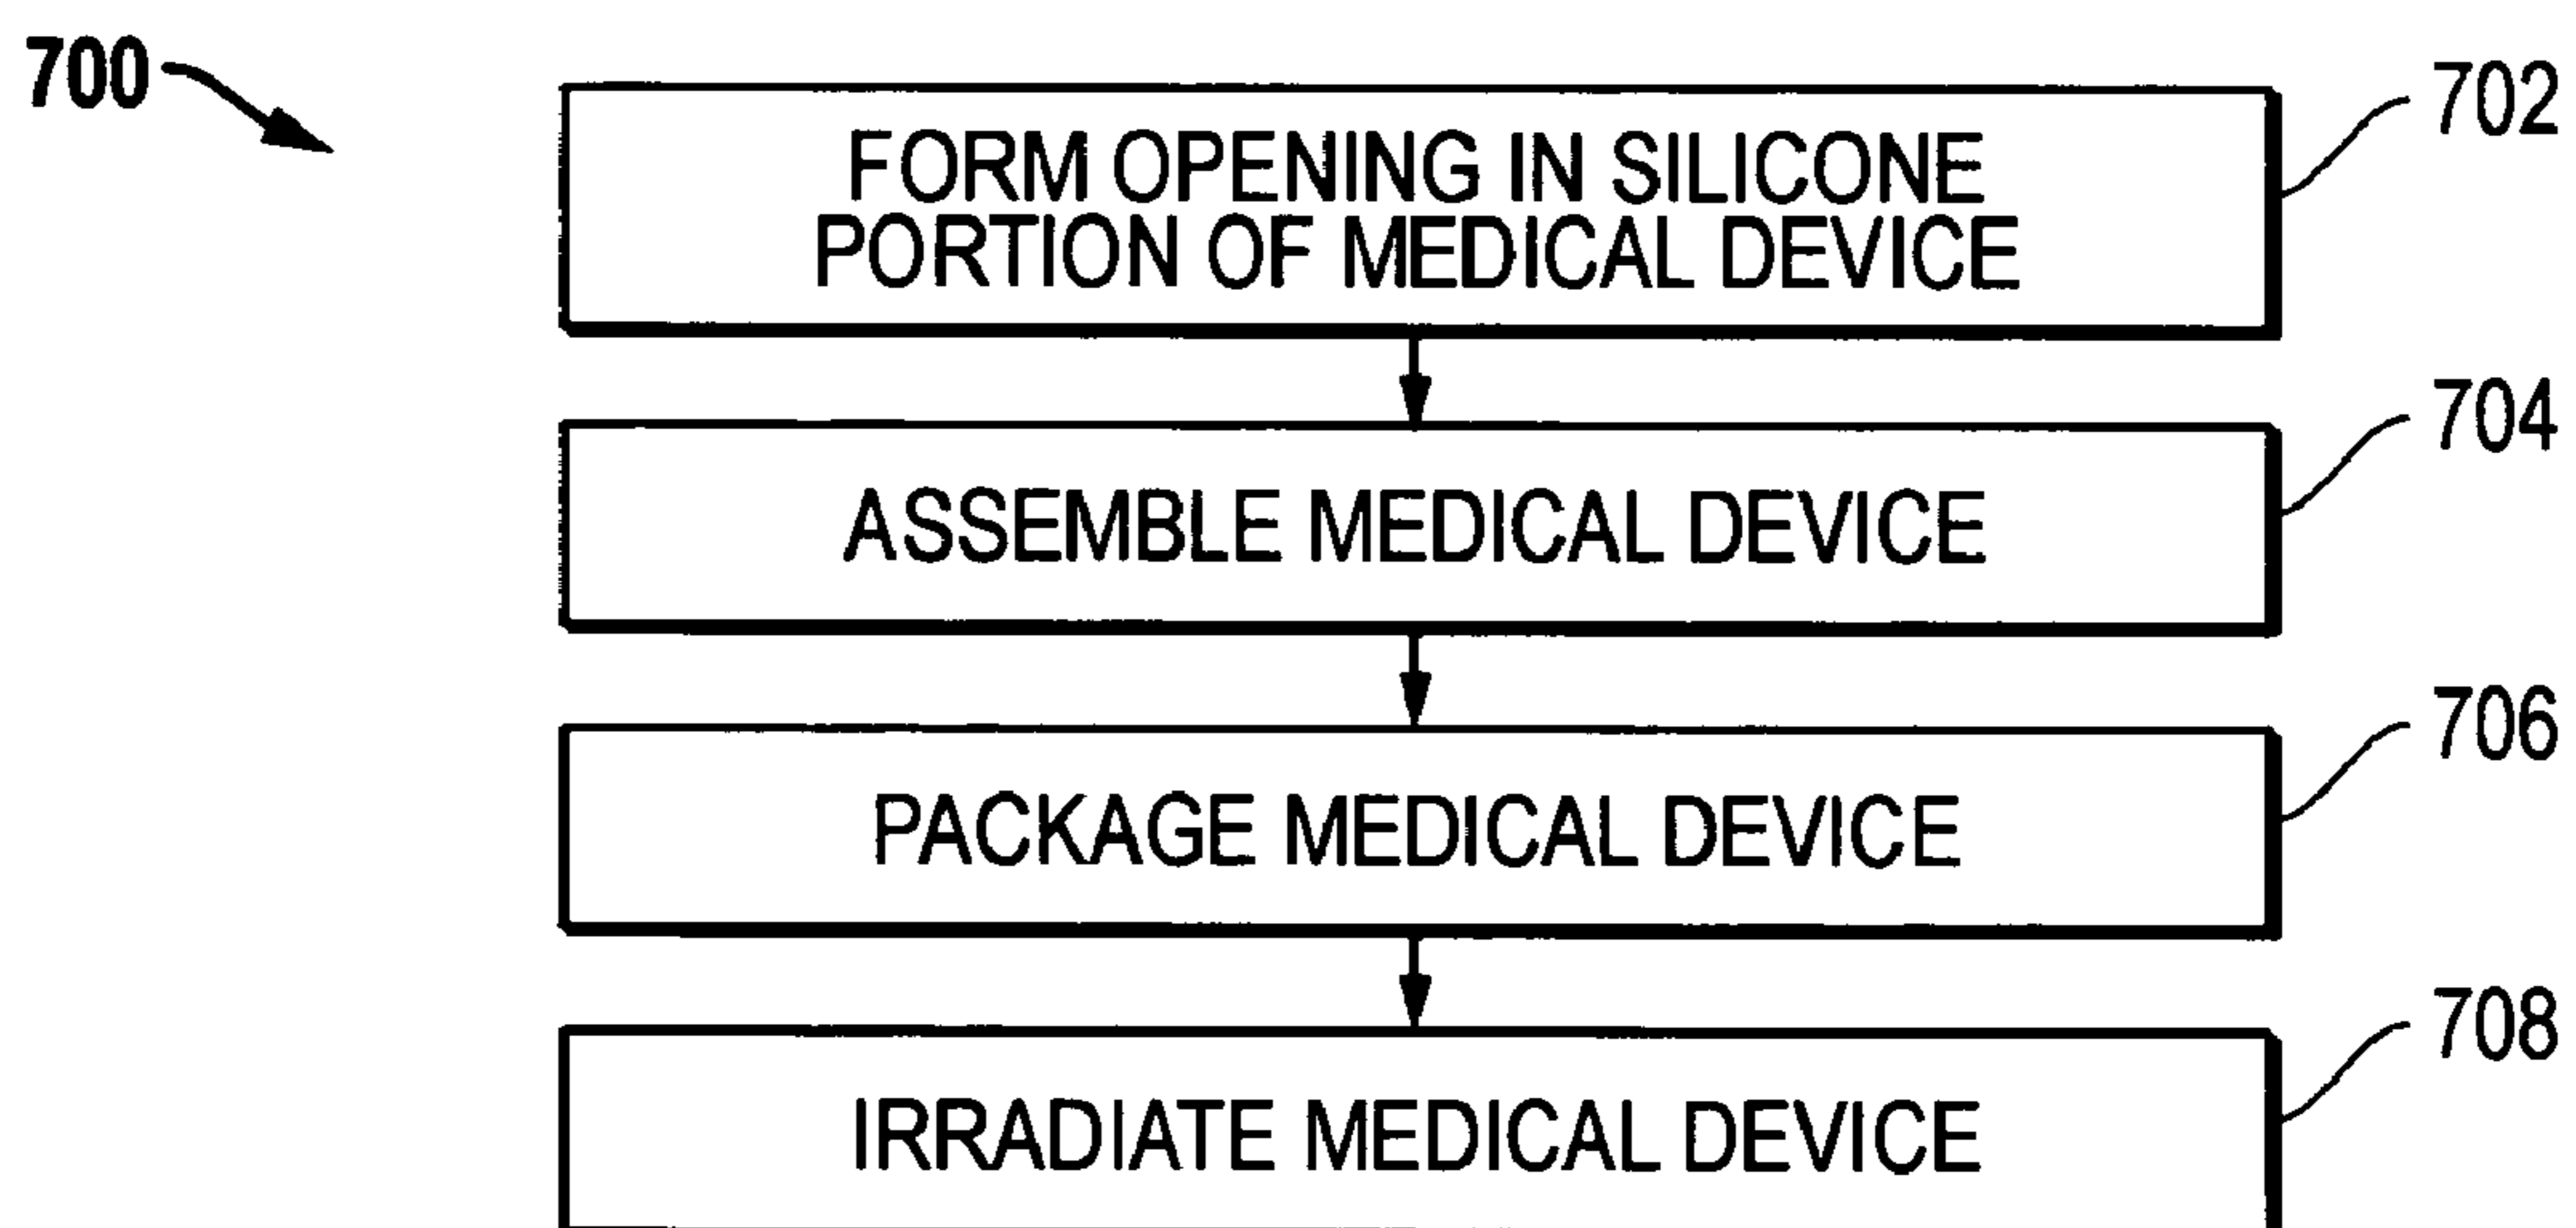 700
702
FORM OPENING IN SILICONE
PORTION OF MEDICAL DEVICE
704
ASSEMBLE MEDICAL DEVICE
706
PACKAGE MEDICAL DEVICE
708
IRRADIATE MEDICAL DEVICE